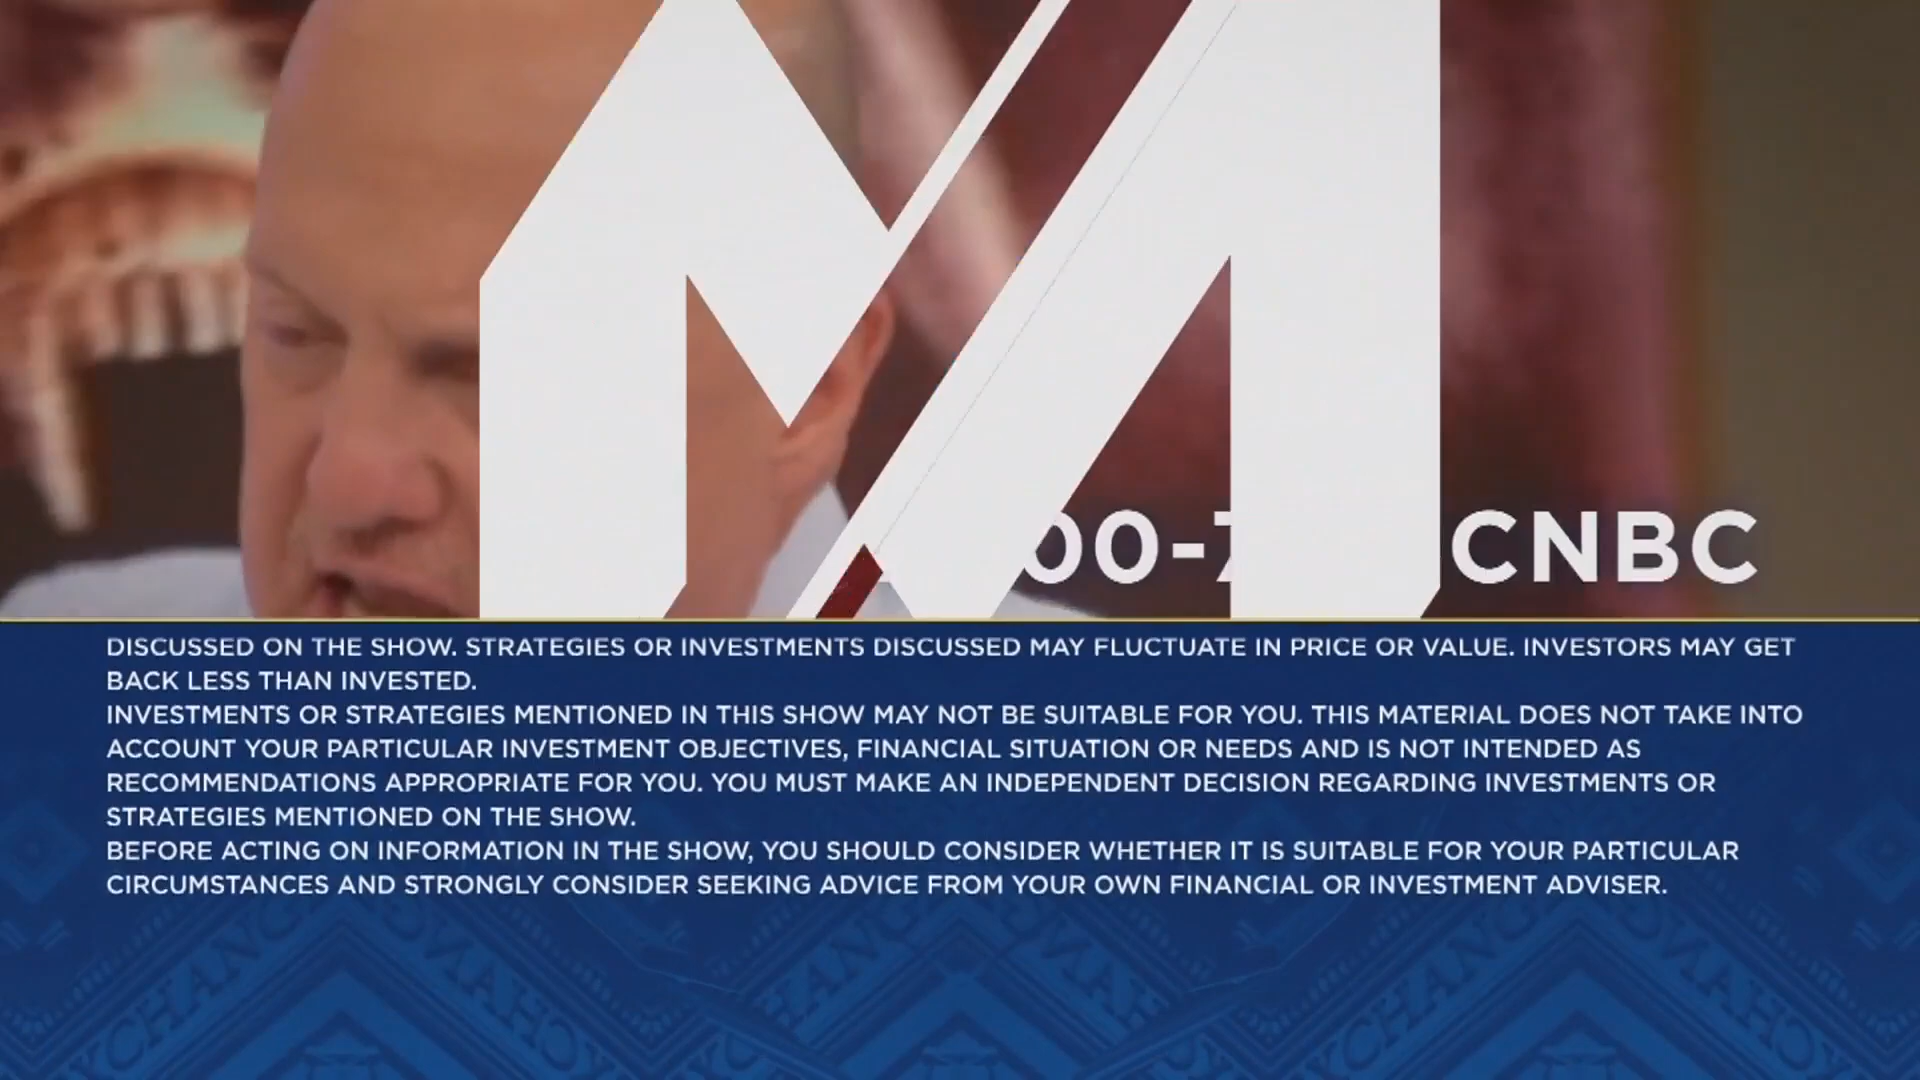 00-7 CNBC
DISCUSSED ON THE SHOW. STRATEGIES OR INVESTMENTS DISCUSSED MAY FLUCTUATE IN PRICE OR VALUE. INVESTORS MAY GET
BACK LESS THAN INVESTED.
INVESTMENTS OR STRATEGIES MENTIONED IN THIS SHOW MAY NOT BE SUITABLE FOR YOU. THIS MATERIAL DOES NOT TAKE INTO
ACCOUNT YOUR PARTICULAR INVESTMENT OBJECTIVES, FINANCIAL SITUATION OR NEEDS AND IS NOT INTENDED AS
RECOMMENDATIONS APPROPRIATE FOR YOU. YOU MUST MAKE AN INDEPENDENT DECISION REGARDING INVESTMENTS OR
STRATEGIES MENTIONED ON THE SHOW.
BEFORE ACTING ON INFORMATION IN THE SHOW, YOU SHOULD CONSIDER WHETHER IT IS SUITABLE FOR YOUR PARTICULAR
CIRCUMSTANCES AND STRONGLY CONSIDER SEEKING ADVICE FROM YOUR OWN FINANCIAL OR INVESTMENT ADVISER.